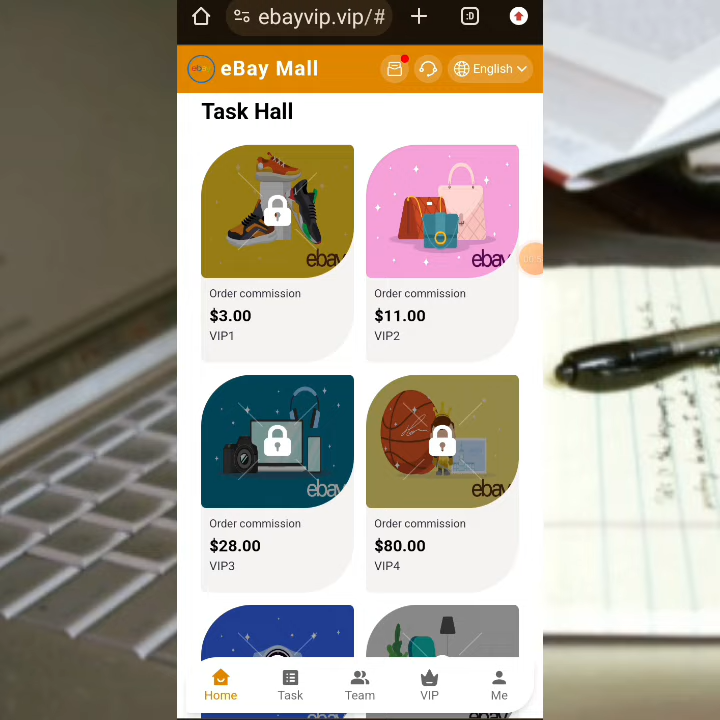 ebayvip.vip/#
:D
ebay
eBay Mall
English
Task Hall
ebay
ebay
Order commission
$3.00
VIP1
Order commission
$11.00
VIP2
ebay
ebay
Order commission
$28.00
VIP3
Order commission
$80.00
VIP4
Home
Task
Team
VIP
Me